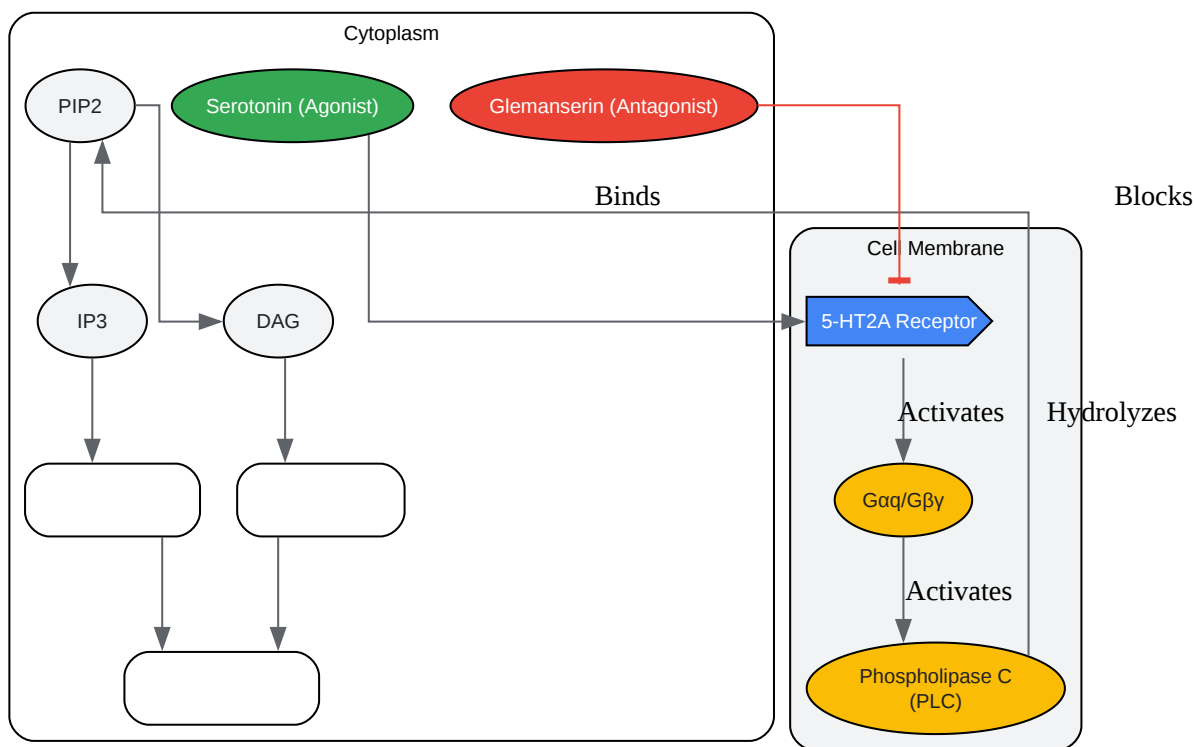 Cytoplasm
PIP2
Serotonin (Agonist)
Glemanserin (Antagonist)
Binds
Blocks
Cell Membrane
IP3
DAG
5-HT2A Receptor
Activates
Hydrolyzes
Gαq/Gβγ
Activates
Phospholipase C
(PLC)